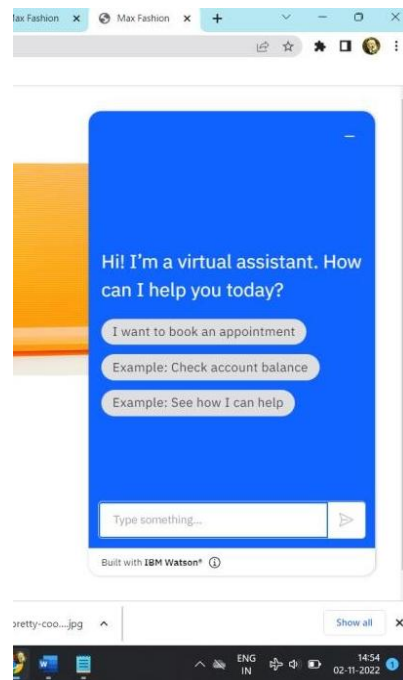 Max Fashion
Max Fashion
Hi! I'm a virtual assistant. How
can I help you today?
I want to book an appointment
Example: Check account balance
Example: See how I can help
Type something...
Built with IBM Watson®
retty-coo....jpg
Show all
ENG
IN
14:54
02-11-2022
1